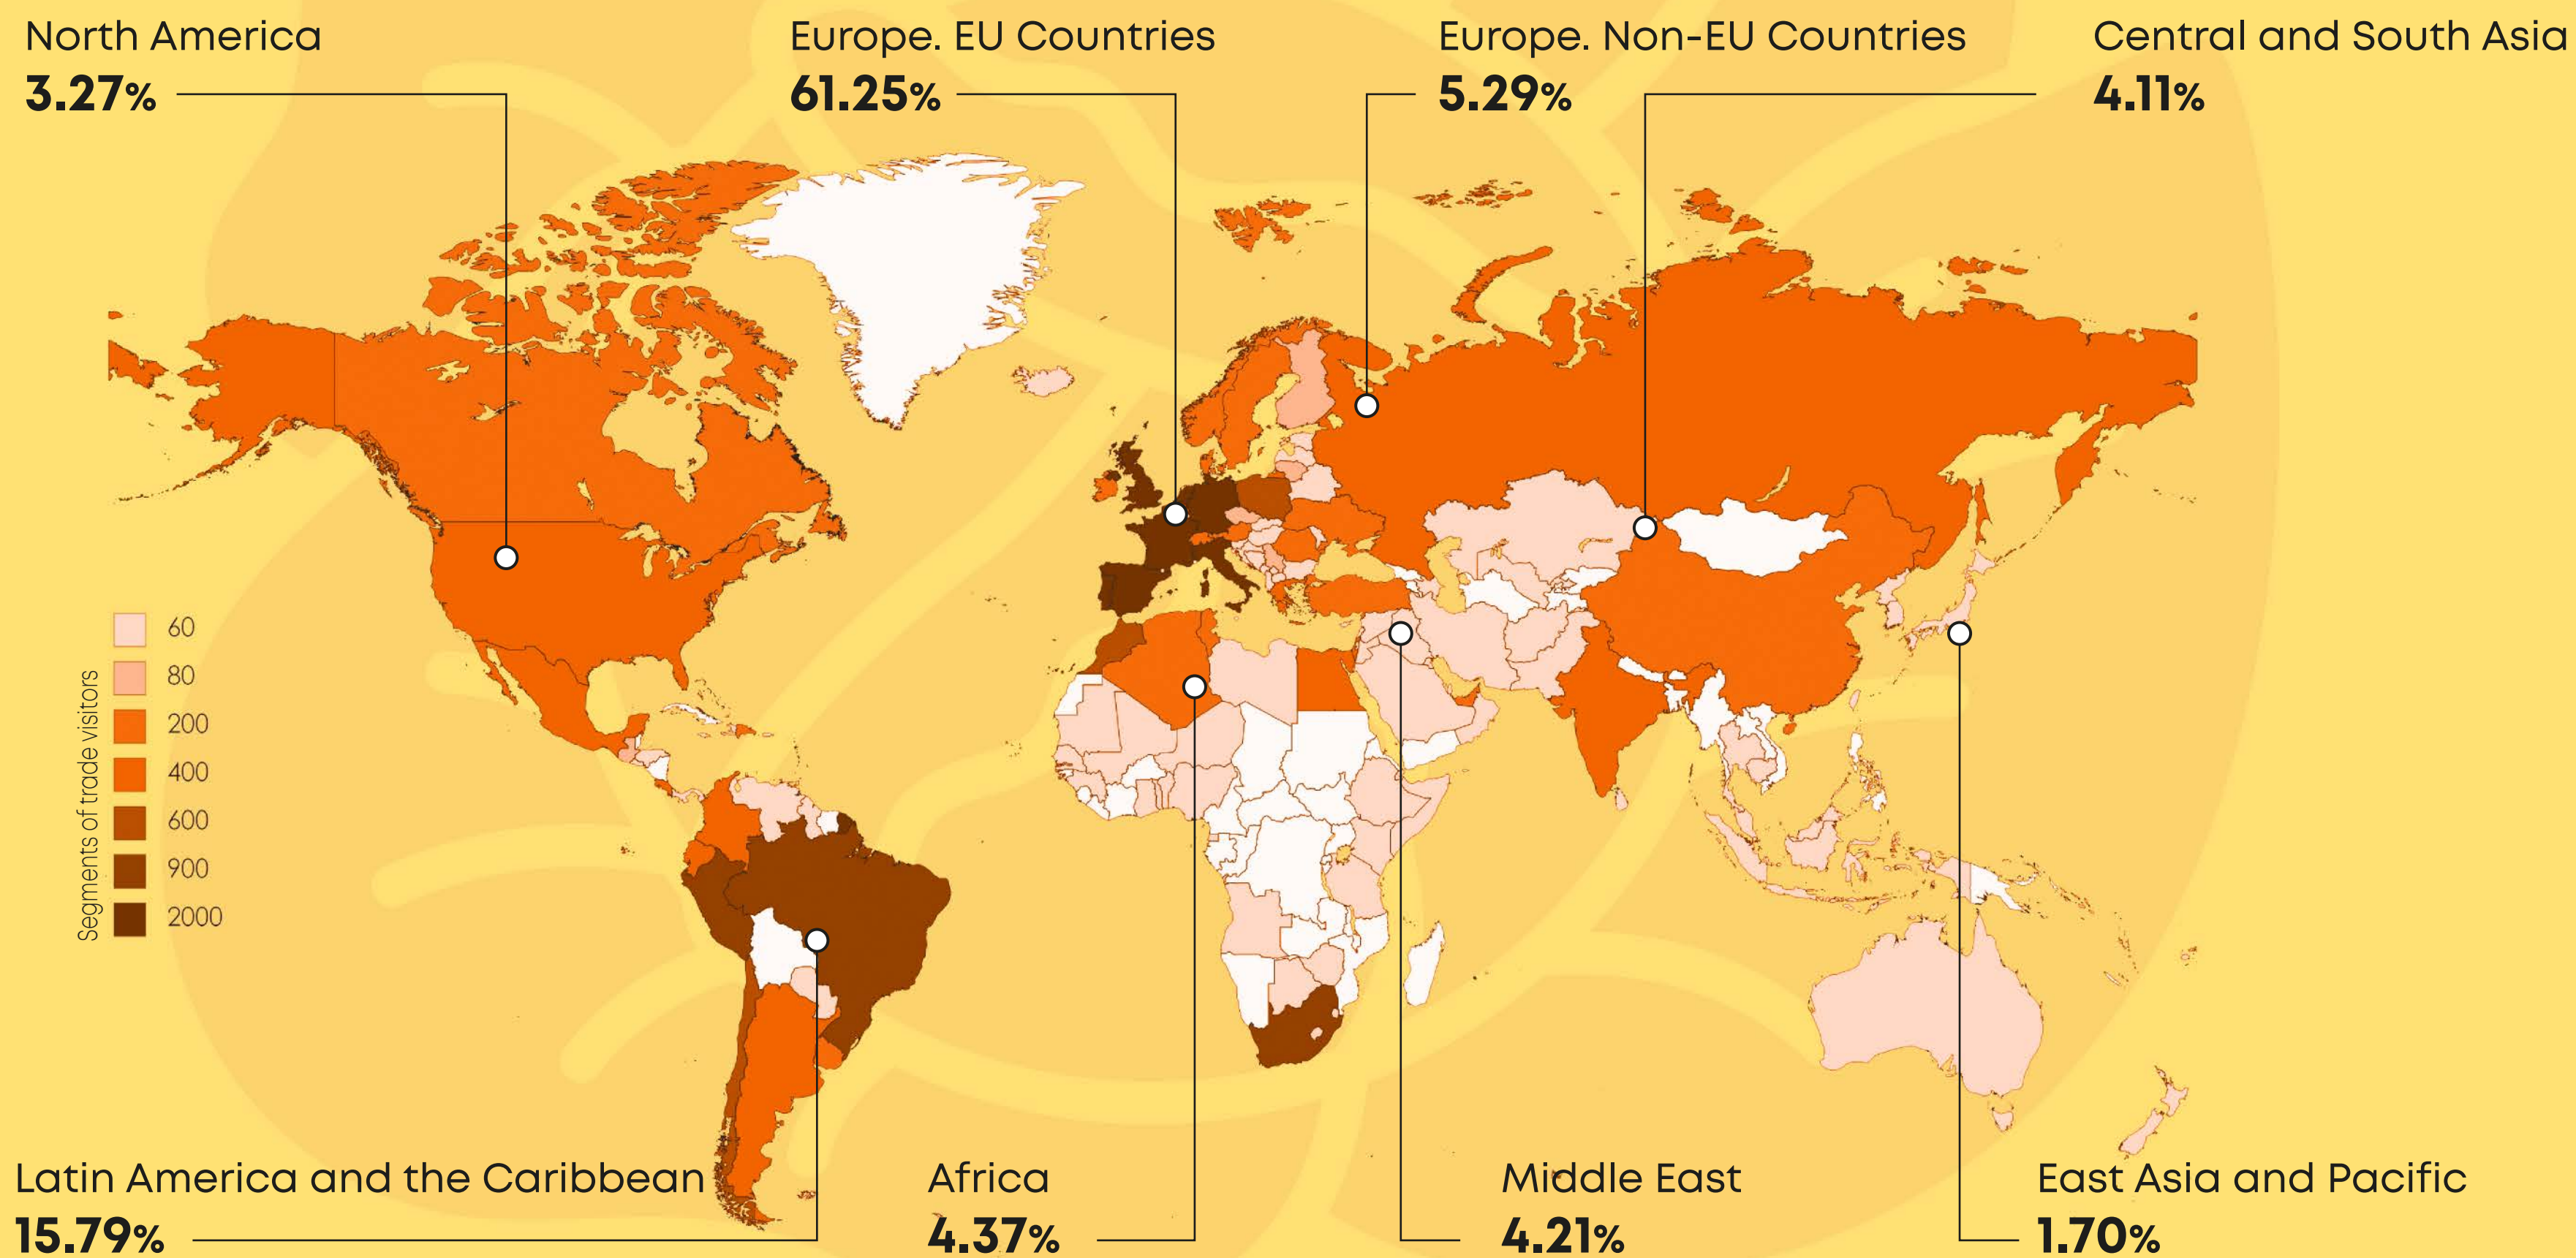 North America
3.27%
Europe. EU Countries
61.25%
Europe. Non-EU Countries
5.29%
Central and South Asia
4.11%
Segments of trade visitors
60
80
200
400
600
900
2000
Latin America and the Caribbean
15.79%
Africa
4.37%
Middle East
4.21%
East Asia and Pacific
1.70%